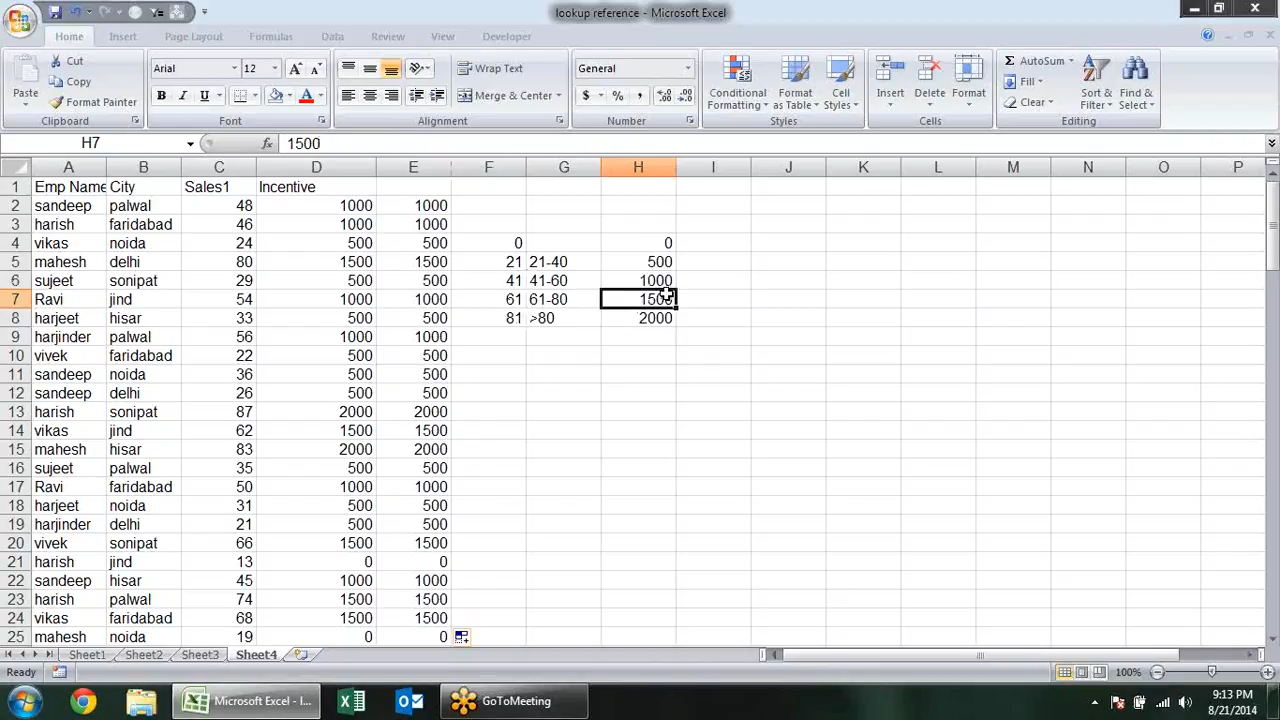 lookup reference - Microsoft Excel
Home Insert Page Layout Formulas Data Review View Developer
Paste Cut Copy Format Painter
Arial 12
B I U
Wrap Text
Merge & Center
General
$ % ,
Conditional Formatting Format as Table Cell Styles
Insert Delete Format
AutoSum Fill Clear
Sort & Filter Find & Select
Clipboard Font Alignment Number Styles Cells Editing
H7 fx 1500
A B C D E F G H I J K L M N O P
1 Emp Name City Sales1 Incentive
2 sandeep palwal 48 1000 1000
3 harish faridabad 46 1000 1000
4 vikas noida 24 500 500 0 0
5 mahesh delhi 80 1500 1500 21 21-40 500
6 sujeet sonipat 29 500 500 41 41-60 1000
7 Ravi jind 54 1000 1000 61 61-80 1500
8 harjeet hisar 33 500 500 81 >80 2000
9 harjinder palwal 56 1000 1000
10 vivek faridabad 22 500 500
11 sandeep noida 36 500 500
12 sandeep delhi 26 500 500
13 harish sonipat 87 2000 2000
14 vikas jind 62 1500 1500
15 mahesh hisar 83 2000 2000
16 sujeet palwal 35 500 500
17 Ravi faridabad 50 1000 1000
18 harjeet noida 31 500 500
19 harjinder delhi 21 500 500
20 vivek sonipat 66 1500 1500
21 harish jind 13 0 0
22 sandeep hisar 45 1000 1000
23 harish palwal 74 1500 1500
24 vikas faridabad 68 1500 1500
25 mahesh noida 19 0 0
Sheet1 Sheet2 Sheet3 Sheet4
Ready 100%
Microsoft Excel - l... GoToMeeting
9:13 PM
8/21/2014